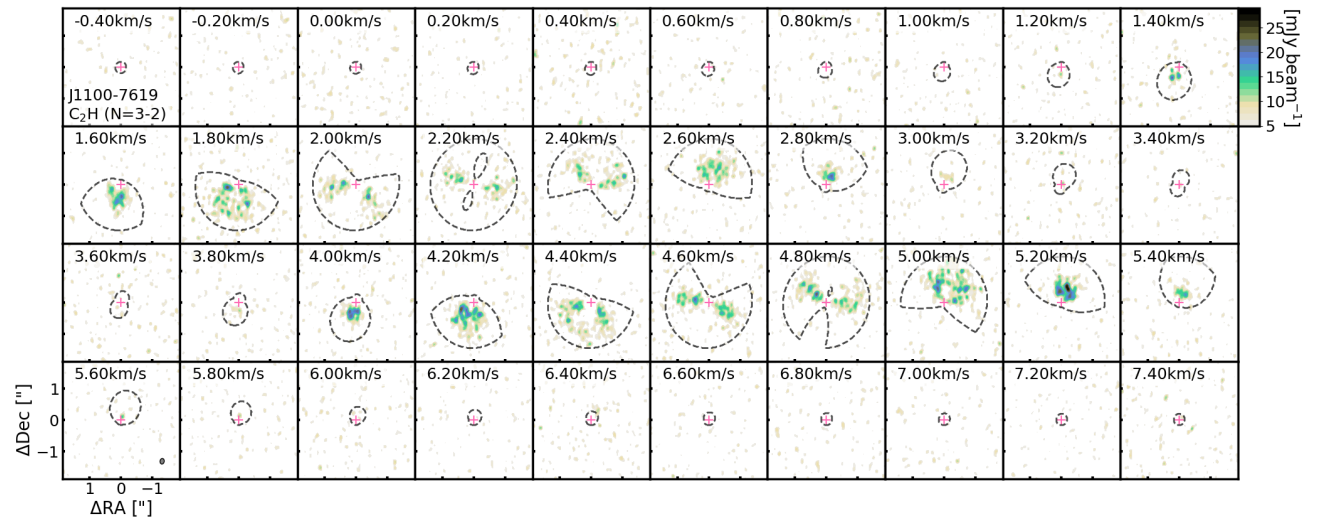 -0.40km/s -0.20km/s 0.00km/s 0.20km/s 0.40km/s 0.60km/s 0.80km/s 1.00km/s 1.20km/s 1.40km/s
J1100-7619
C₂H (N=3-2)
25
20
15
10
5
[mJy beam⁻¹]
1.60km/s 1.80km/s 2.00km/s 2.20km/s 2.40km/s 2.60km/s 2.80km/s 3.00km/s 3.20km/s 3.40km/s
3.60km/s 3.80km/s 4.00km/s 4.20km/s 4.40km/s 4.60km/s 4.80km/s 5.00km/s 5.20km/s 5.40km/s
5.60km/s 5.80km/s 6.00km/s 6.20km/s 6.40km/s 6.60km/s 6.80km/s 7.00km/s 7.20km/s 7.40km/s
ΔDec ["]
1
0
−1
1 0 −1
ΔRA ["]